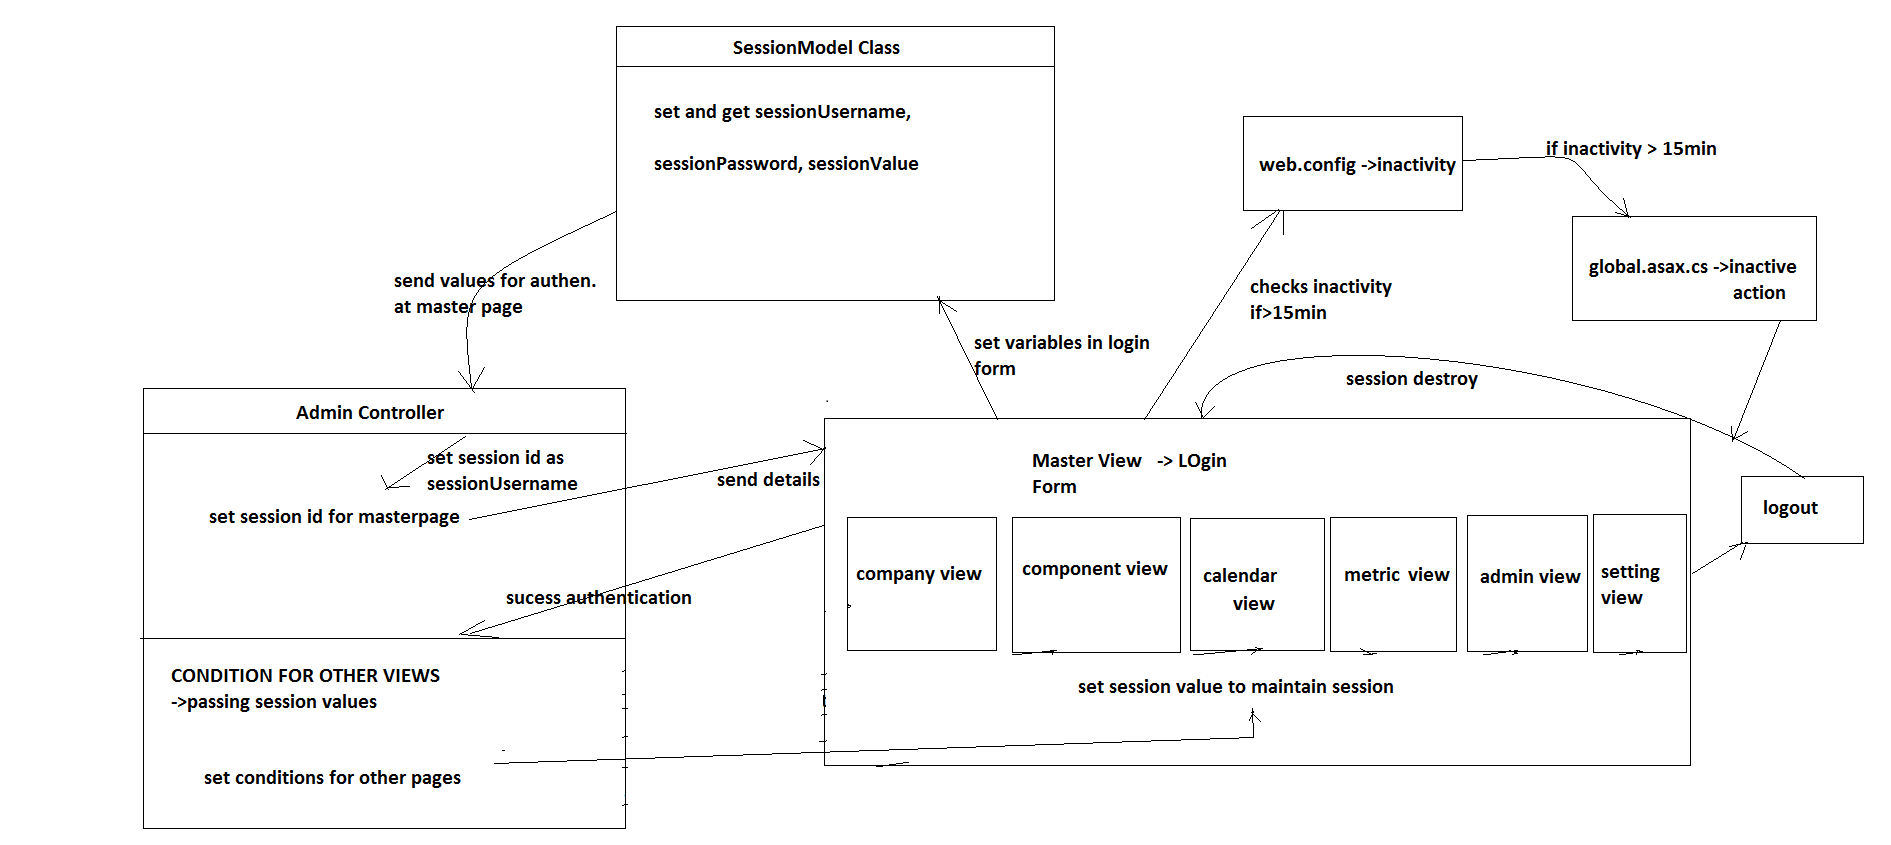 SessionModel Class
set and get sessionUsername,
sessionPassword, sessionValue
web.config ->inactivity
if inactivity > 15min
global.asax.cs ->inactive
action
send values for authen.
at master page
checks inactivity
if>15min
set variables in login
form
session destroy
Admin Controller
set session id as
sessionUsername
set session id for masterpage
send details
sucess authentication
CONDITION FOR OTHER VIEWS
->passing session values
set conditions for other pages
Master View -> LOgin
Form
company view
component view
calendar
view
metric view
admin view
setting
view
set session value to maintain session
logout